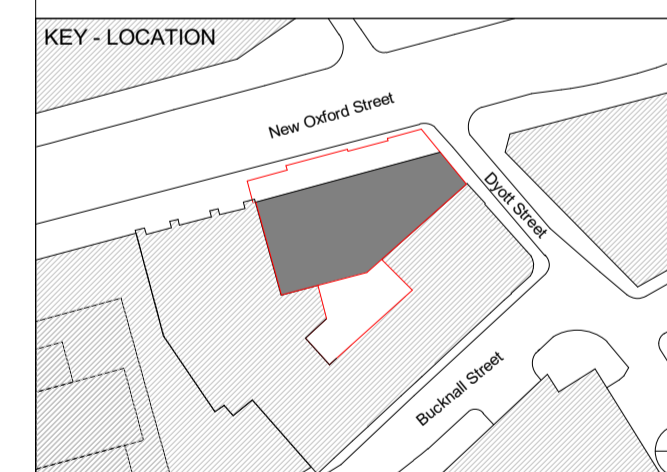 KEY - LOCATION
New Oxford Street
Dyott Street
Bucknall Street